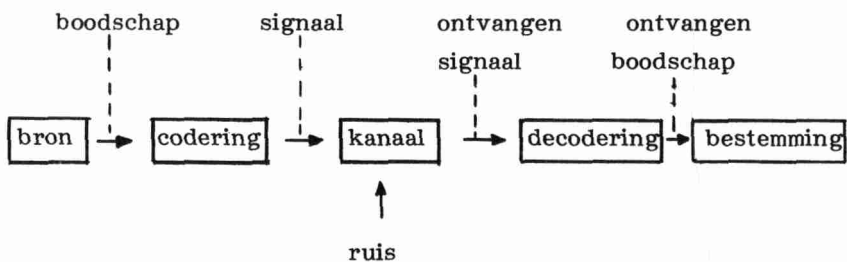 boodschap signaal ontvangen ontvangen
signaal boodschap
bron codering kanaal decodering bestemming
ruis